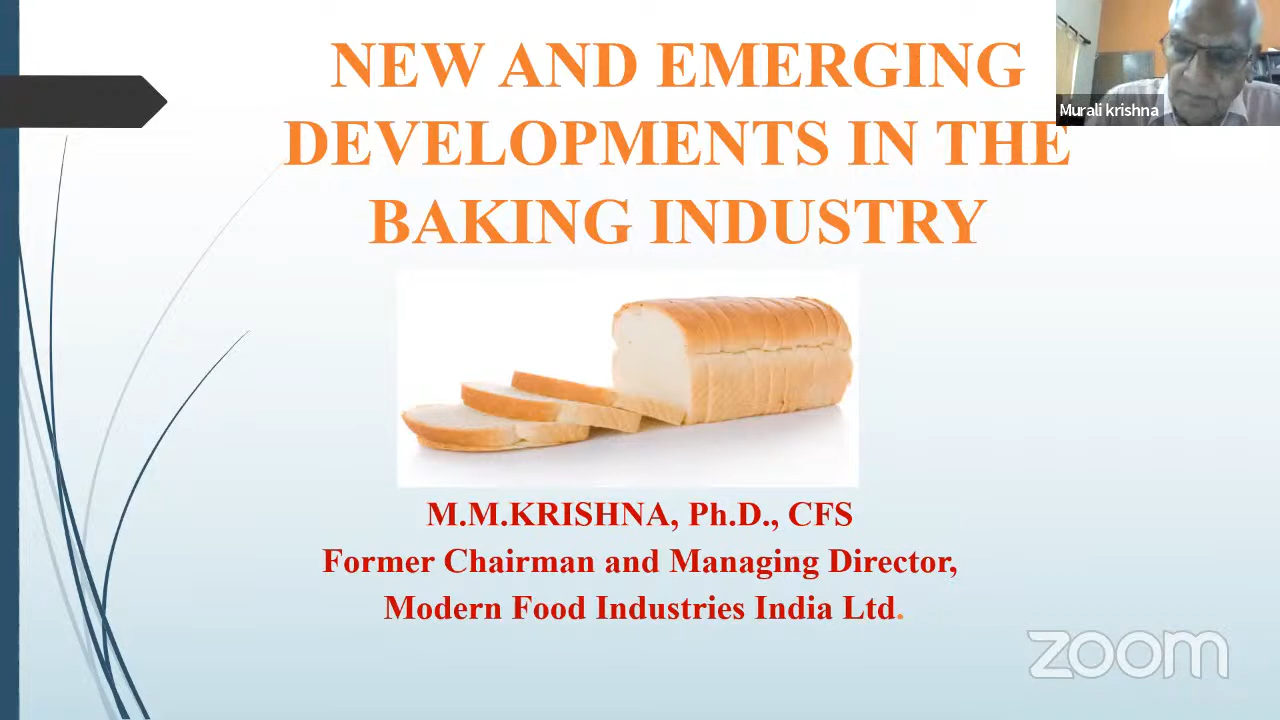 NEW AND EMERGING
DEVELOPMENTS IN THE
BAKING INDUSTRY
Murali krishna
M.M.KRISHNA, Ph.D., CFS
Former Chairman and Managing Director,
Modern Food Industries India Ltd.
zoom